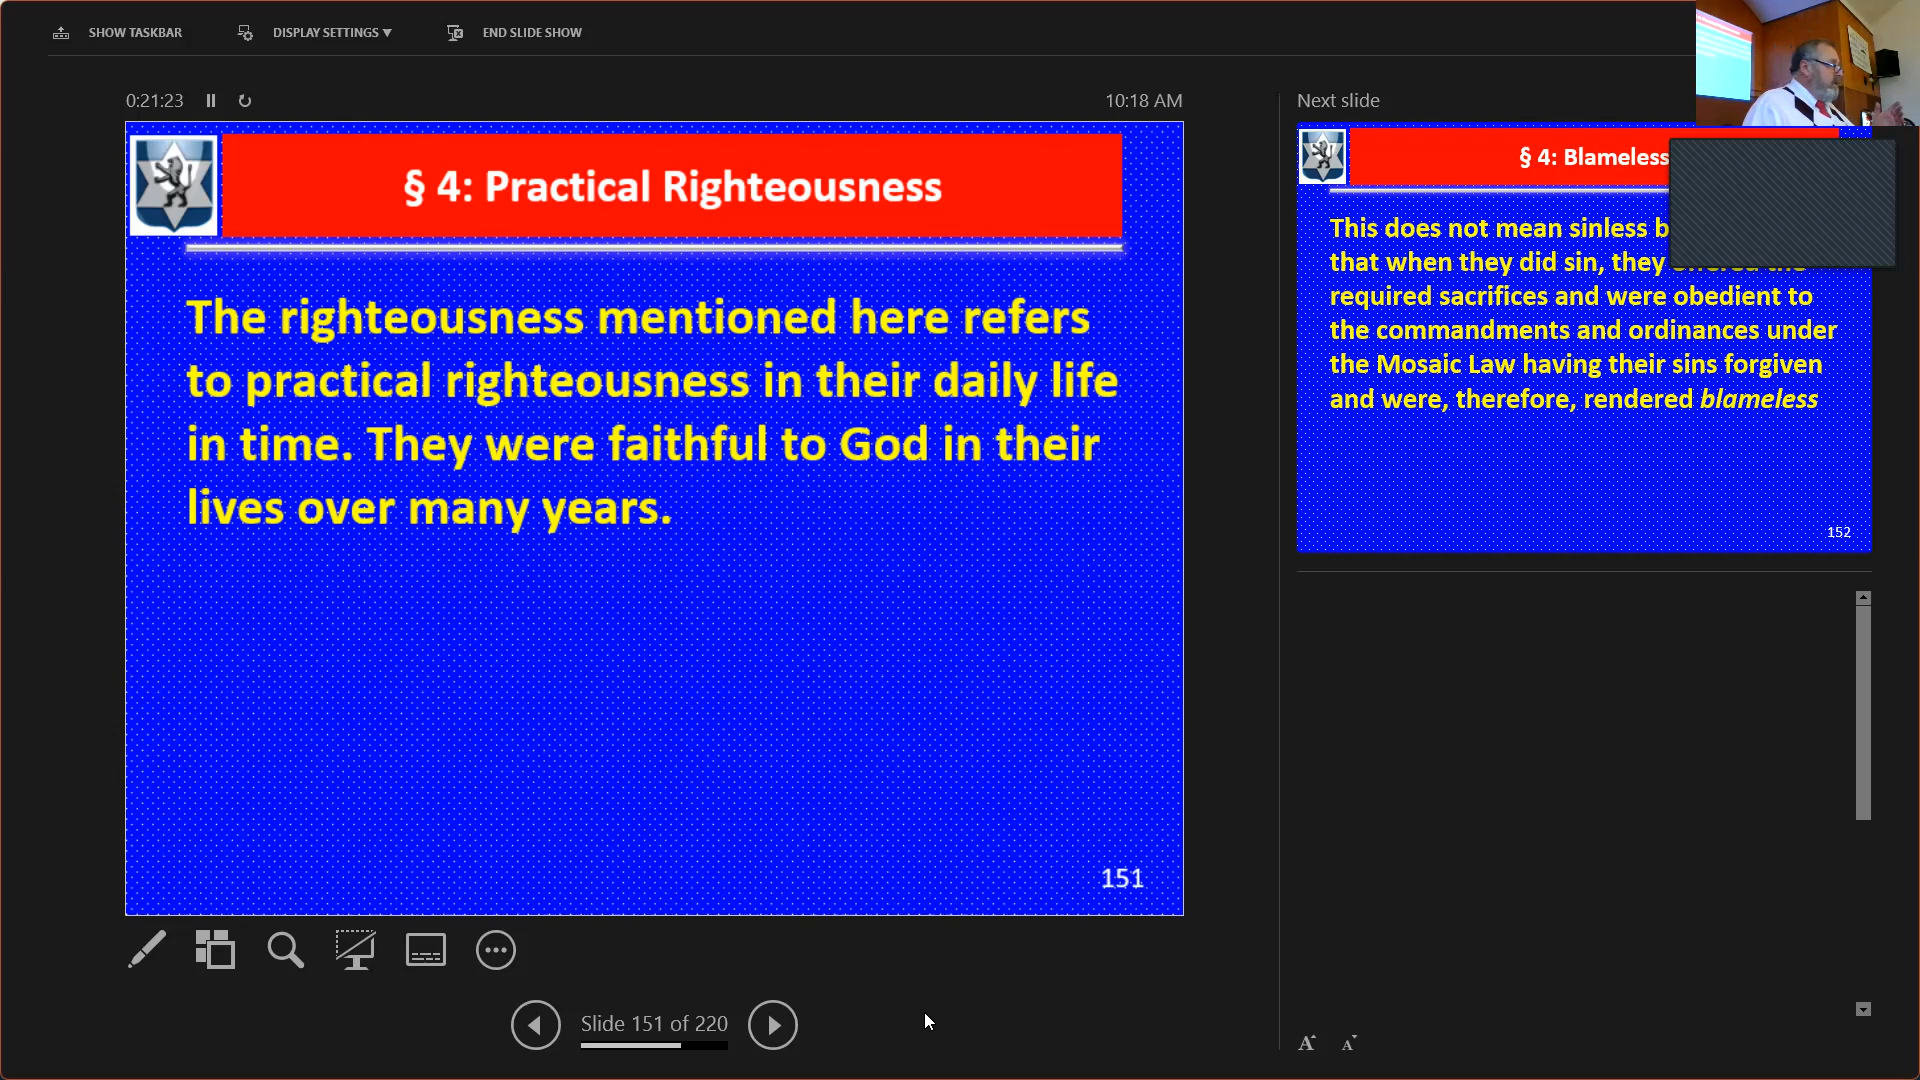 SHOW TASKBAR
DISPLAY SETTINGS ▼
END SLIDE SHOW
0:21:23
10:18 AM
§ 4: Practical Righteousness
The righteousness mentioned here refers
to practical righteousness in their daily life
in time. They were faithful to God in their
lives over many years.
151
Next slide
§ 4: Blameless
This does not mean sinless
that when they did sin, they
required sacrifices and were obedient to
the commandments and ordinances under
the Mosaic Law having their sins forgiven
and were, therefore, rendered blameless
152
Slide 151 of 220